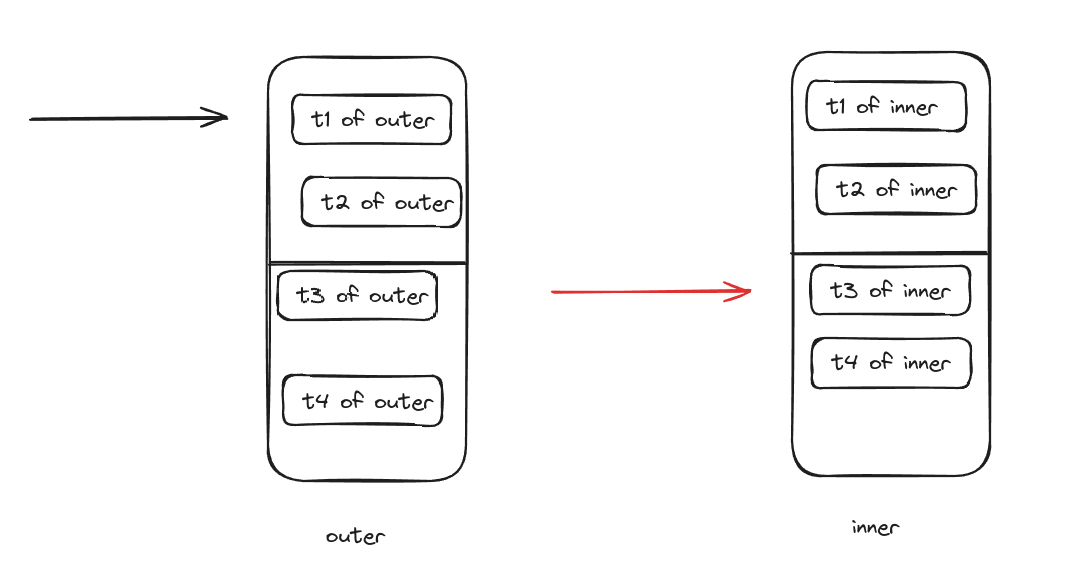 t1 of outer
t2 of outer
t3 of outer
t4 of outer
outer
t1 of inner
t2 of inner
t3 of inner
t4 of inner
inner